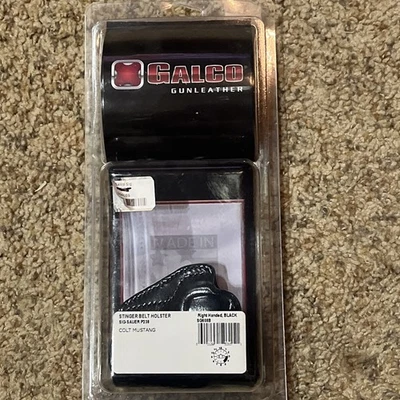 GALCO
GUNLEATHER
MADE IN
STINGER BELT HOLSTER
SIG-SAUER P238
COLT MUSTANG
Right Handed, BLACK